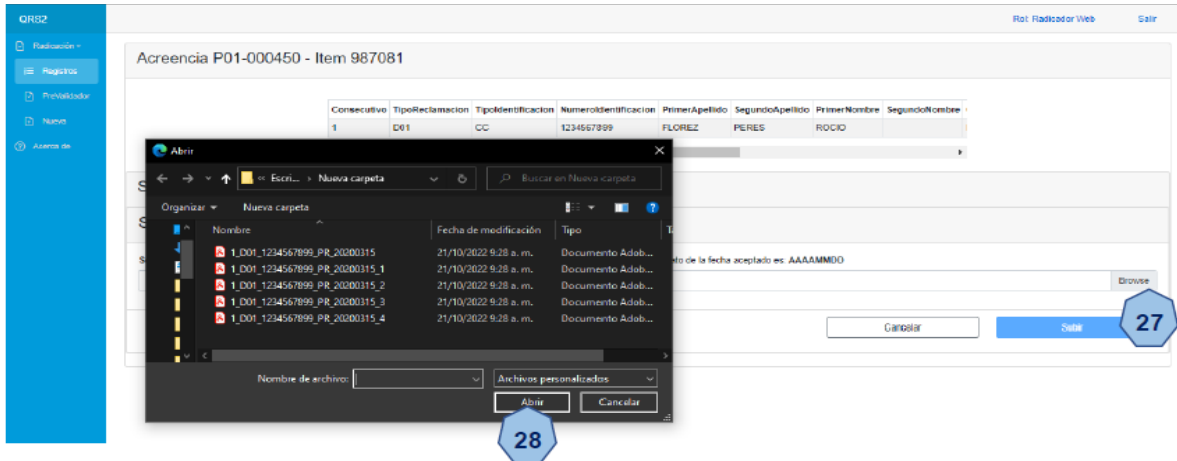 QRS2
Rol: Radicador Web Salir
Radicación
Registros
PreValidador
Nuevo
Acerca de
Acreencia P01-000450 - Item 987081
Consecutivo TipoReclamacion TipoIdentificacion NumeroIdentificacion PrimerApellido SegundoApellido PrimerNombre SegundoNombre
1 D01 CC 1234567899 FLOREZ PERES ROCIO
Abrir
Escri... Nueva carpeta
Buscar en Nueva carpeta
Organizar Nueva carpeta
Nombre Fecha de modificación Tipo
1_D01_1234567899_PR_20200315 21/10/2022 9:28 a. m. Documento Adob...
1_D01_1234567899_PR_20200315_1 21/10/2022 9:28 a. m. Documento Adob...
1_D01_1234567899_PR_20200315_2 21/10/2022 9:28 a. m. Documento Adob...
1_D01_1234567899_PR_20200315_3 21/10/2022 9:28 a. m. Documento Adob...
1_D01_1234567899_PR_20200315_4 21/10/2022 9:28 a. m. Documento Adob...
de la fecha aceptado es: AAAAMMDD
Browse
Cancelar Subir 27
Nombre de archivo: Archivos personalizados
Abrir Cancelar
28